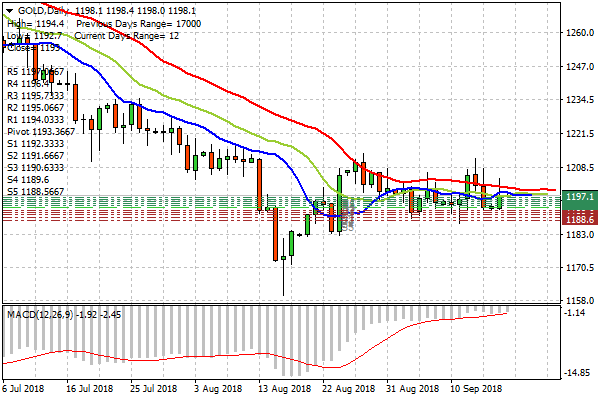 GOLD,Daily 1198.1 1198.4 1198.0 1198.1
High= 1194.4 Previous Days Range= 17000
Low= 1192.7 Current Days Range= 12
Close= 1193
R4 1196.4
R3 1195.7333
R2 1195.0667
R1 1194.0333
Pivot 1193.3667
S1 1192.3333
S2 1191.6667
S3 1190.6333
S4 1189.6
S5 1188.5667
1260.0
1247.0
1234.5
1221.5
1208.5
1197.1
1188.6
1183.0
1170.5
1158.0
MACD(12,26,9) -1.92 -2.45
-1.14
-14.85
6 Jul 2018 16 Jul 2018 25 Jul 2018 3 Aug 2018 13 Aug 2018 22 Aug 2018 31 Aug 2018 10 Sep 2018